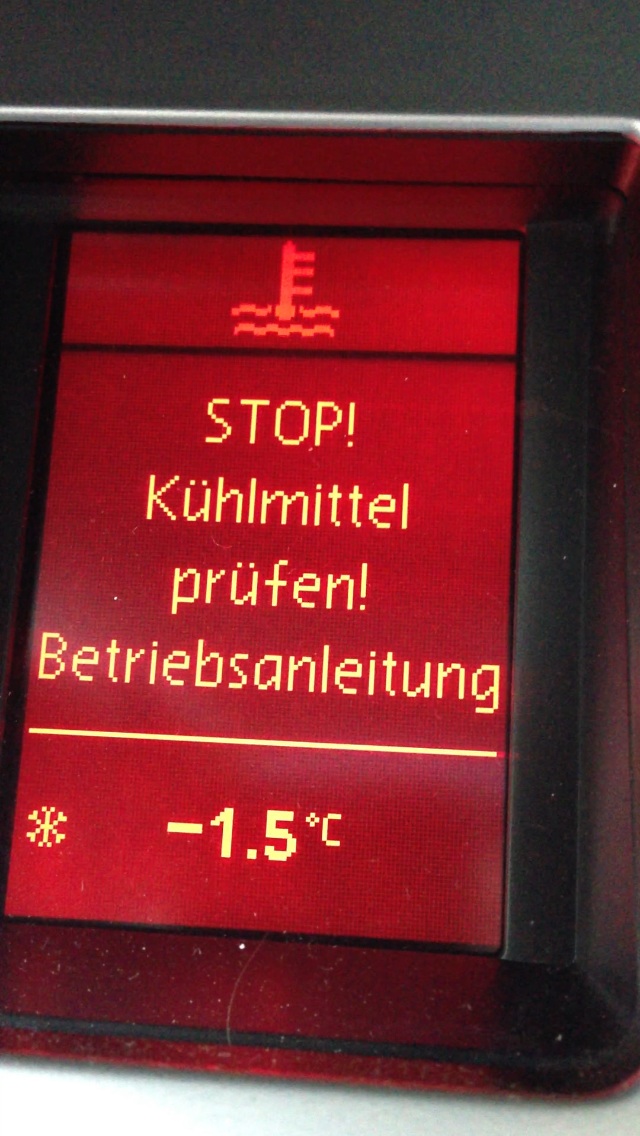 STOP!
Kühlmittel
prüfen!
Betriebsanleitung
-1.5°C